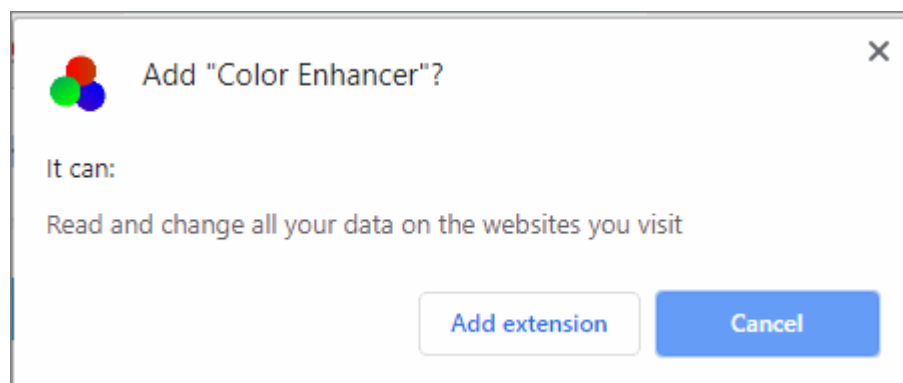 Add "Color Enhancer"?
It can:
Read and change all your data on the websites you visit
Add extension
Cancel